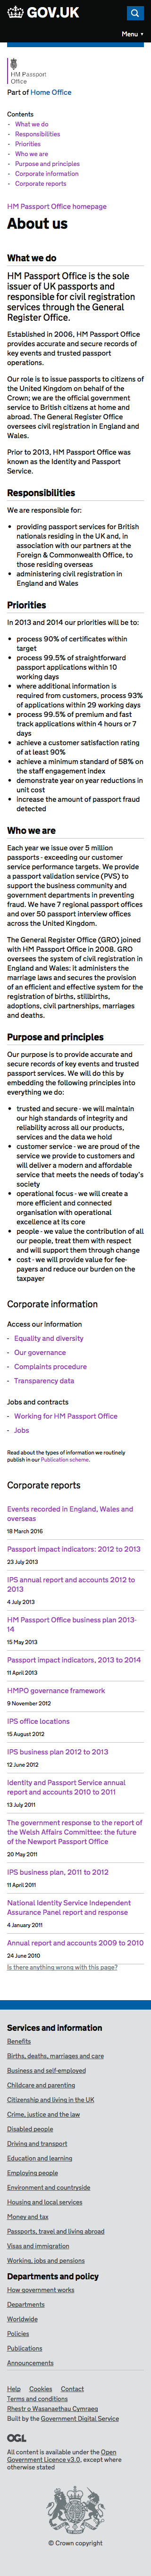 GOV.UK
Menu ▼
HM Passport
Office
Part of Home Office
Contents
- What we do
- Responsibilities
- Priorities
- Who we are
- Purpose and principles
- Corporate information
- Corporate reports
HM Passport Office homepage
About us
What we do
HM Passport Office is the sole
issuer of UK passports and
responsible for civil registration
services through the General
Register Office.
Established in 2006, HM Passport Office
provides accurate and secure records of
key events and trusted passport
operations.
Our role is to issue passports to citizens of
the United Kingdom on behalf of the
Crown; we are the official government
service to British citizens at home and
abroad. The General Register Office
oversees civil registration in England and
Wales.
Prior to 2013, HM Passport Office was
known as the Identity and Passport
Service.
Responsibilities
We are responsible for:
• providing passport services for British
nationals residing in the UK and, in
association with our partners at the
Foreign & Commonwealth Office, to
those residing overseas
• administering civil registration in
England and Wales
Priorities
In 2013 and 2014 our priorities will be to:
• process 90% of certificates within
target
• process 99.5% of straightforward
passport applications within 10
working days
• where additional information is
required from customers, process 93%
of applications within 29 working days
• process 99.5% of premium and fast
track applications within 4 hours or 7
days
• achieve a customer satisfaction rating
of at least 90%
• achieve a minimum standard of 58% on
the staff engagement index
• demonstrate year on year reductions in
unit cost
• increase the amount of passport fraud
detected
Who we are
Each year we issue over 5 million
passports - exceeding our customer
service performance targets. We provide
a passport validation service (PVS) to
support the business community and
government departments in preventing
fraud. We have 7 regional passport offices
and over 50 passport interview offices
across the United Kingdom.
The General Register Office (GRO) joined
with HM Passport Office in 2008. GRO
oversees the system of civil registration in
England and Wales: it administers the
marriage laws and secures the provision
of an efficient and effective system for the
registration of births, stillbirths,
adoptions, civil partnerships, marriages
and deaths.
Purpose and principles
Our purpose is to provide accurate and
secure records of key events and trusted
passport services. We will do this by
embedding the following principles into
everything we do:
• trusted and secure - we will maintain
our high standards of integrity and
reliability across all our products,
services and the data we hold
• customer service - we are proud of the
service we provide to customers and
will deliver a modern and affordable
service that meets the needs of today's
society
• operational focus - we will create a
more efficient and connected
organisation with operational
excellence at its core
• people - we value the contribution of all
our people, treat them with respect
and will support them through change
• cost - we will provide value for fee-
payers and reduce our burden on the
taxpayer
Corporate information
Access our information
- Equality and diversity
- Our governance
- Complaints procedure
- Transparency data
Jobs and contracts
- Working for HM Passport Office
- Jobs
Read about the types of information we routinely
publish in our Publication scheme.
Corporate reports
Events recorded in England, Wales and
overseas
18 March 2016
Passport impact indicators: 2012 to 2013
23 July 2013
IPS annual report and accounts 2012 to
2013
4 July 2013
HM Passport Office business plan 2013-
14
15 May 2013
Passport impact indicators, 2013 to 2014
11 April 2013
HMPO governance framework
9 November 2012
IPS office locations
15 August 2012
IPS business plan 2012 to 2013
12 June 2012
Identity and Passport Service annual
report and accounts 2010 to 2011
13 July 2011
The government response to the report of
the Welsh Affairs Committee: the future
of the Newport Passport Office
20 May 2011
IPS business plan, 2011 to 2012
11 April 2011
National Identity Service Independent
Assurance Panel report and response
4 January 2011
Annual report and accounts 2009 to 2010
24 June 2010
Is there anything wrong with this page?
Services and information
Benefits
Births, deaths, marriages and care
Business and self-employed
Childcare and parenting
Citizenship and living in the UK
Crime, justice and the law
Disabled people
Driving and transport
Education and learning
Employing people
Environment and countryside
Housing and local services
Money and tax
Passports, travel and living abroad
Visas and immigration
Working, jobs and pensions
Departments and policy
How government works
Departments
Worldwide
Policies
Publications
Announcements
Help Cookies Contact
Terms and conditions
Rhestr o Wasanaethau Cymraeg
Built by the Government Digital Service
OGL
All content is available under the Open
Government Licence v3.0, except where
otherwise stated
© Crown copyright